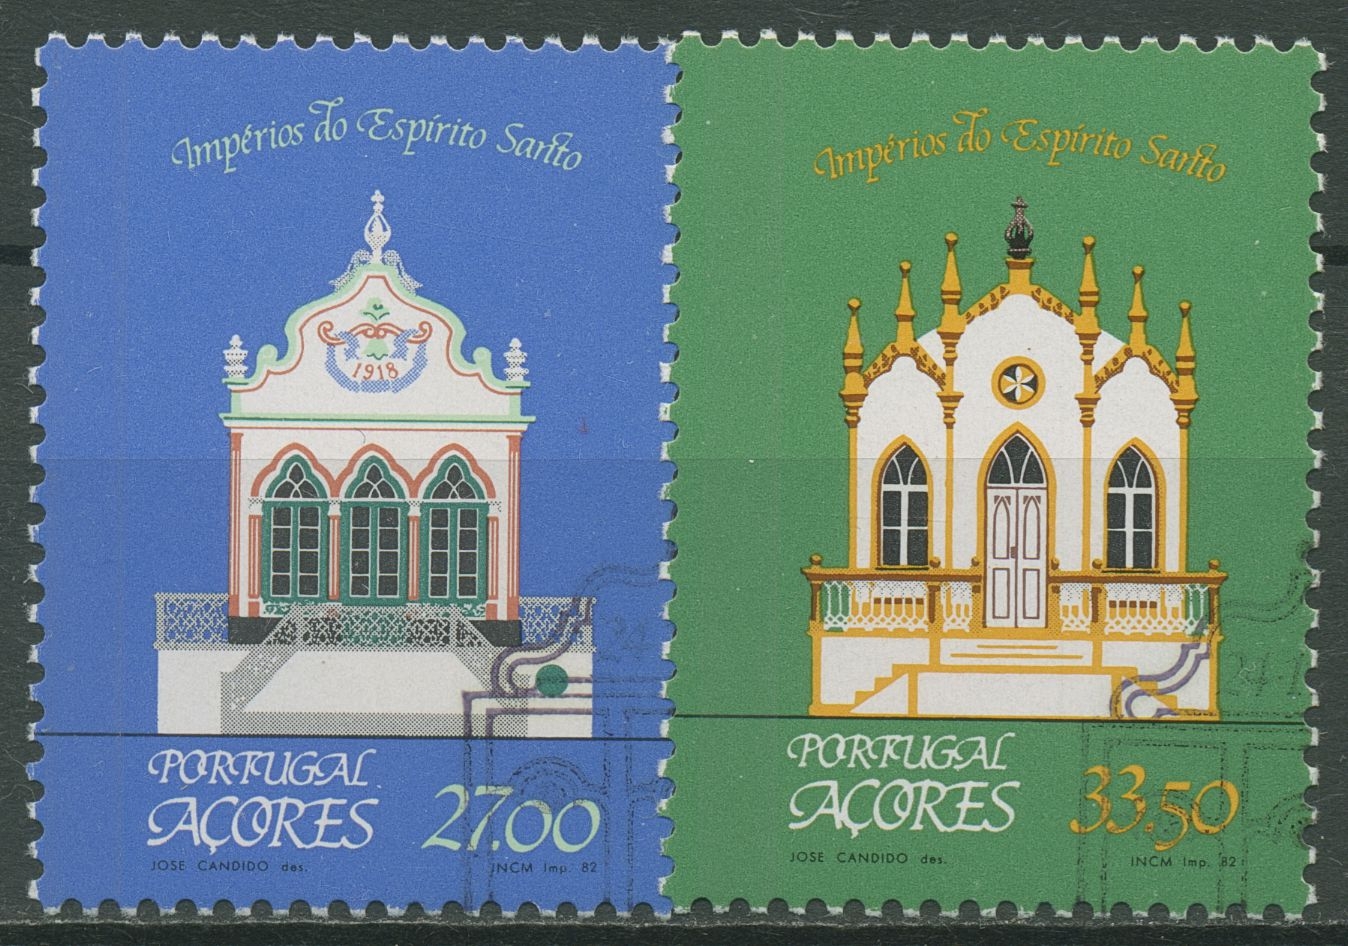 Impérios do Espírito Santo
1918
PORTUGAL
AÇORES
27.00
JOSE CANDIDO des.
INCM Imp. 82
Impérios do Espírito Santo
PORTUGAL
AÇORES
33.50
JOSE CANDIDO des.
INCM Imp. 82